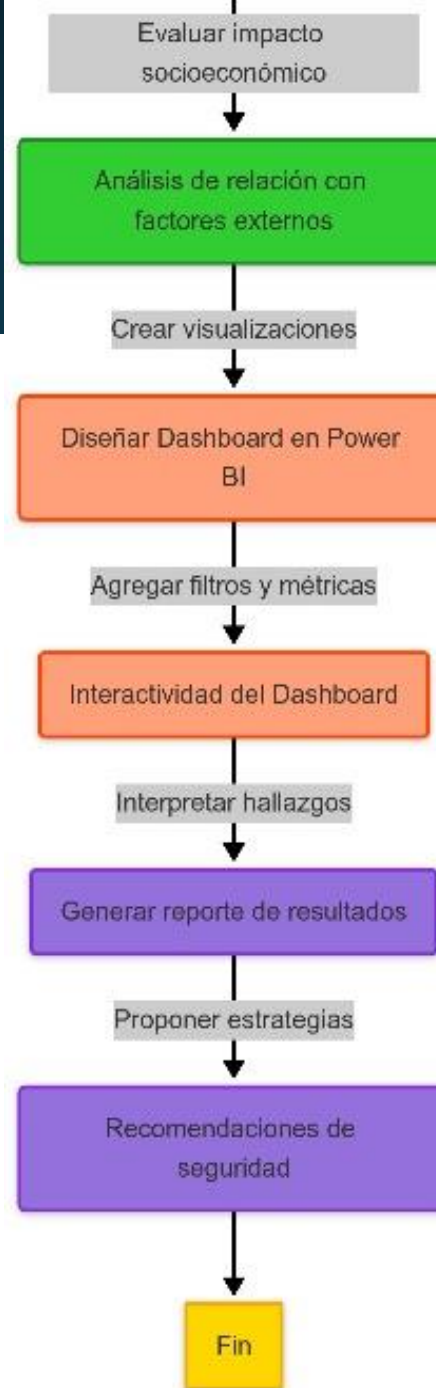 Evaluar impacto
socioeconómico
Análisis de relación con
factores externos
Crear visualizaciones
Diseñar Dashboard en Power
BI
Agregar filtros y métricas
Interactividad del Dashboard
Interpretar hallazgos
Generar reporte de resultados
Proponer estrategias
Recomendaciones de
seguridad
Fin